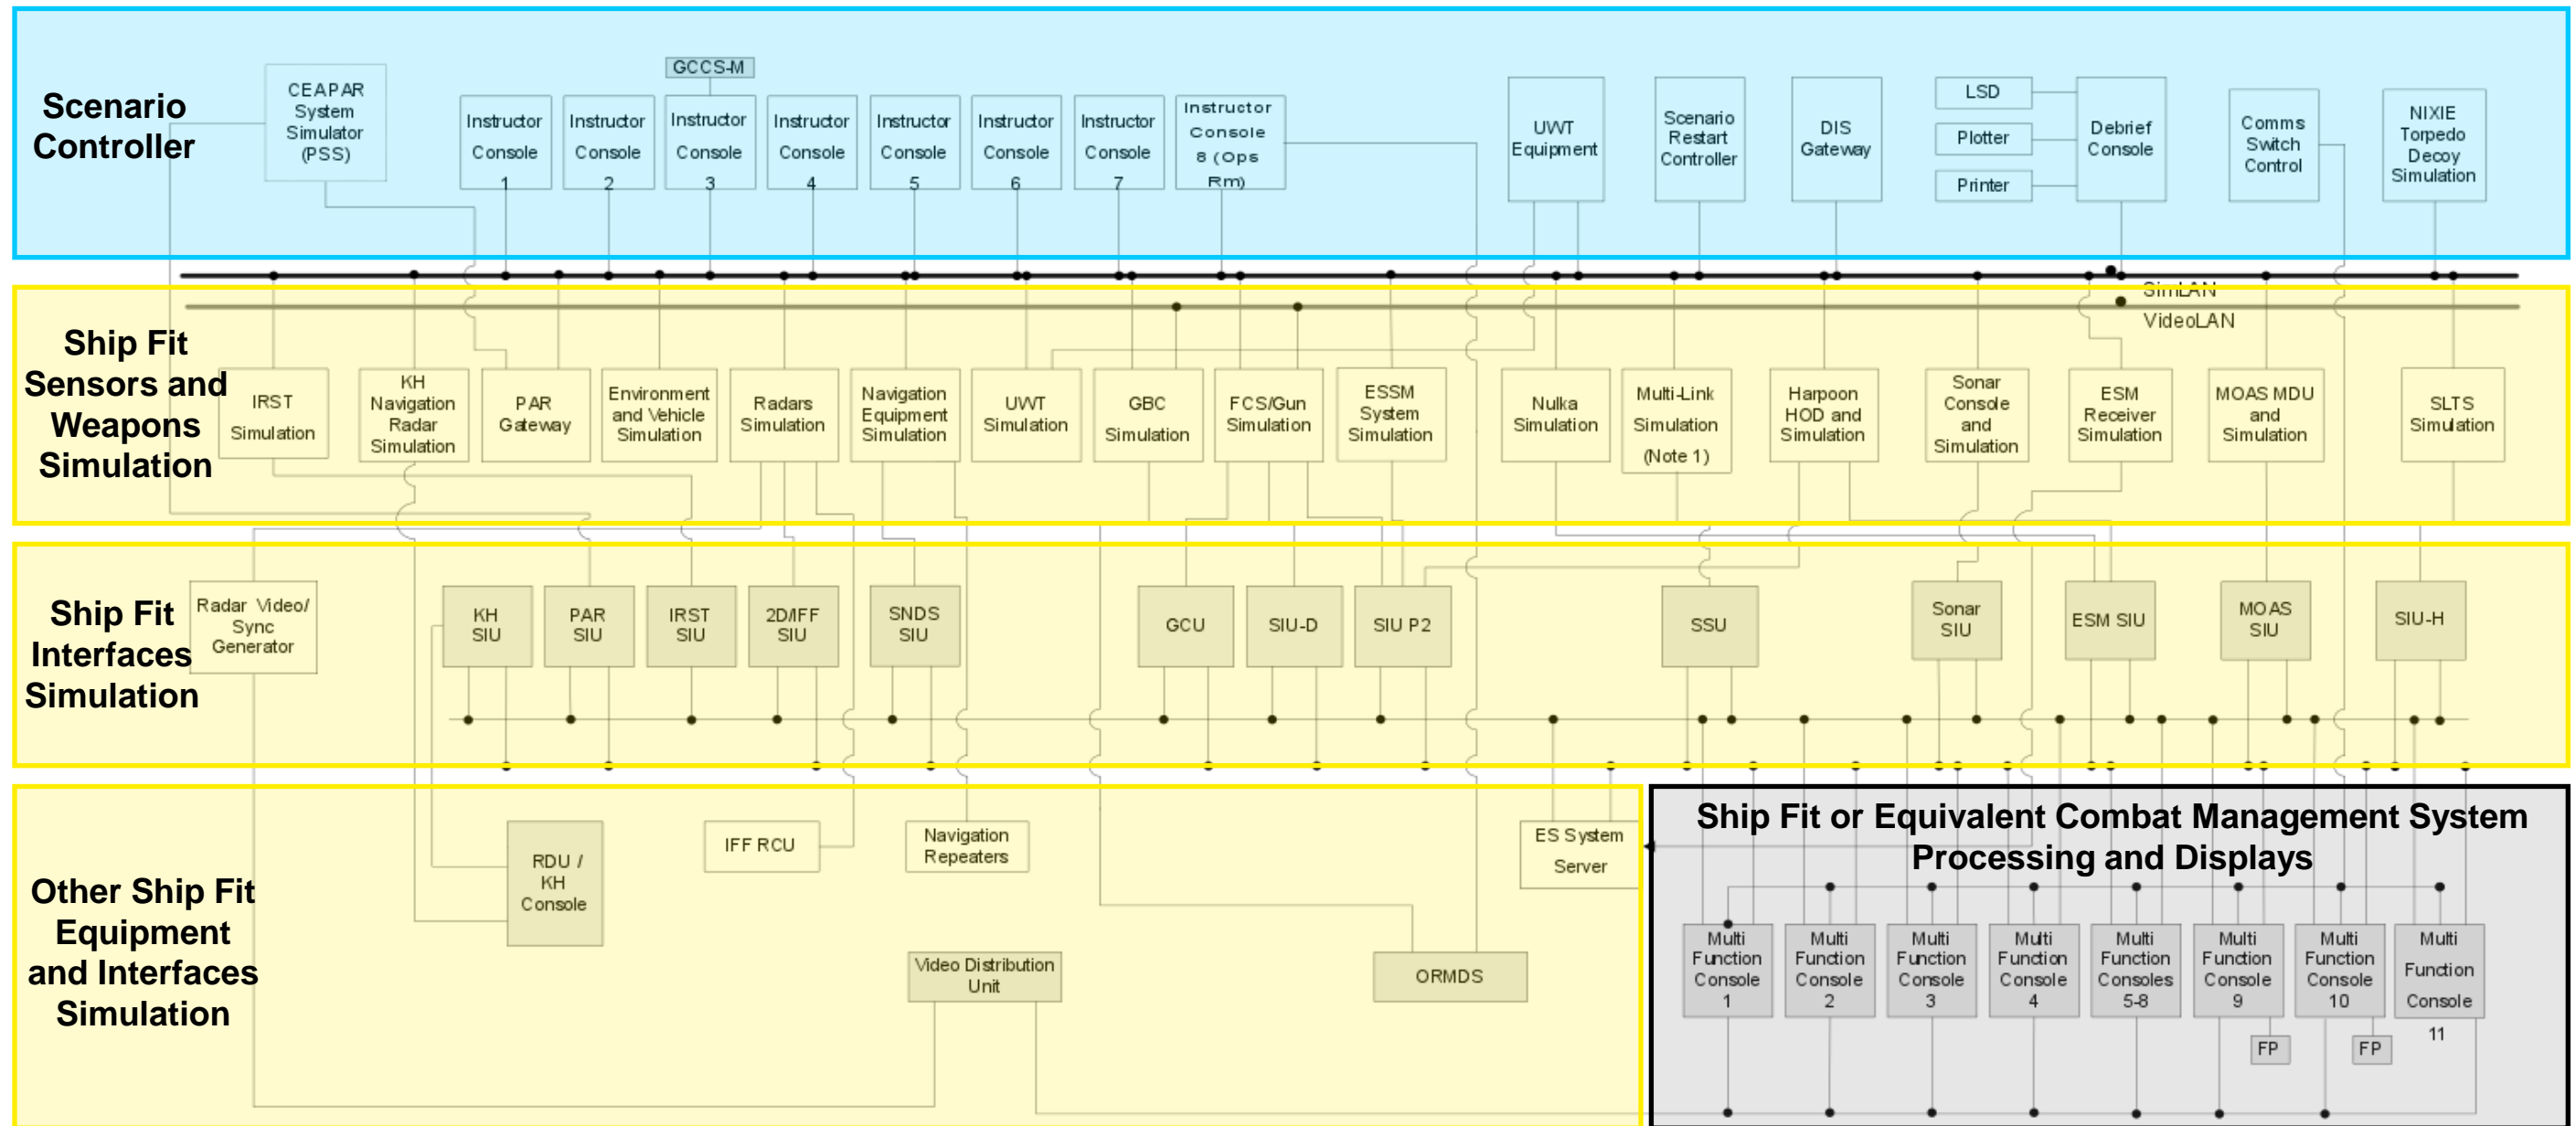 Scenario
Controller
CEAPAR
System
Simulator
(PSS)
GCCS-M
Instructor
Console
1
Instructor
Console
2
Instructor
Console
3
Instructor
Console
4
Instructor
Console
5
Instructor
Console
6
Instructor
Console
7
Instructor
Console
8 (Ops
Rm)
UWT
Equipment
Scenario
Restart
Controller
DIS
Gateway
LSD
Plotter
Printer
Debrief
Console
Comms
Switch
Control
NIXIE
Torpedo
Decoy
Simulation
SimLAN
VideoLAN
Ship Fit
Sensors and
Weapons
Simulation
IRST
Simulation
KH
Navigation
Radar
Simulation
PAR
Gateway
Environment
and Vehicle
Simulation
Radars
Simulation
Navigation
Equipment
Simulation
UWT
Simulation
GBC
Simulation
FCS/Gun
Simulation
ESSM
System
Simulation
Nulka
Simulation
Multi-Link
Simulation
(Note 1)
Harpoon
HOD and
Simulation
Sonar
Console
and
Simulation
ESM
Receiver
Simulation
MOAS MDU
and
Simulation
SLTS
Simulation
Ship Fit
Interfaces
Simulation
Radar Video/
Sync
Generator
KH
SIU
PAR
SIU
IRST
SIU
2D/IFF
SIU
SNDS
SIU
GCU
SIU-D
SIU P2
SSU
Sonar
SIU
ESM SIU
MOAS
SIU
SIU-H
Other Ship Fit
Equipment
and Interfaces
Simulation
RDU /
KH
Console
IFF RCU
Navigation
Repeaters
Video Distribution
Unit
ORMDS
ES System
Server
Ship Fit or Equivalent Combat Management System
Processing and Displays
Multi
Function
Console
1
Multi
Function
Console
2
Multi
Function
Console
3
Multi
Function
Console
4
Multi
Function
Consoles
5-8
Multi
Function
Console
9
Multi
Function
Console
10
Multi
Function
Console
11
FP
FP